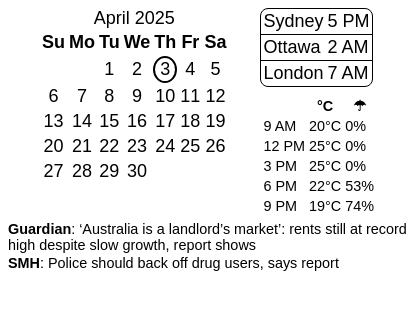 April 2025
Su Mo Tu We Th Fr Sa
1 2 3 4 5
6 7 8 9 10 11 12
13 14 15 16 17 18 19
20 21 22 23 24 25 26
27 28 29 30
Sydney 5 PM
Ottawa 2 AM
London 7 AM
°C ☂
9 AM 20°C 0%
12 PM 25°C 0%
3 PM 25°C 0%
6 PM 22°C 53%
9 PM 19°C 74%
Guardian: ‘Australia is a landlord’s market’: rents still at record
high despite slow growth, report shows
SMH: Police should back off drug users, says report